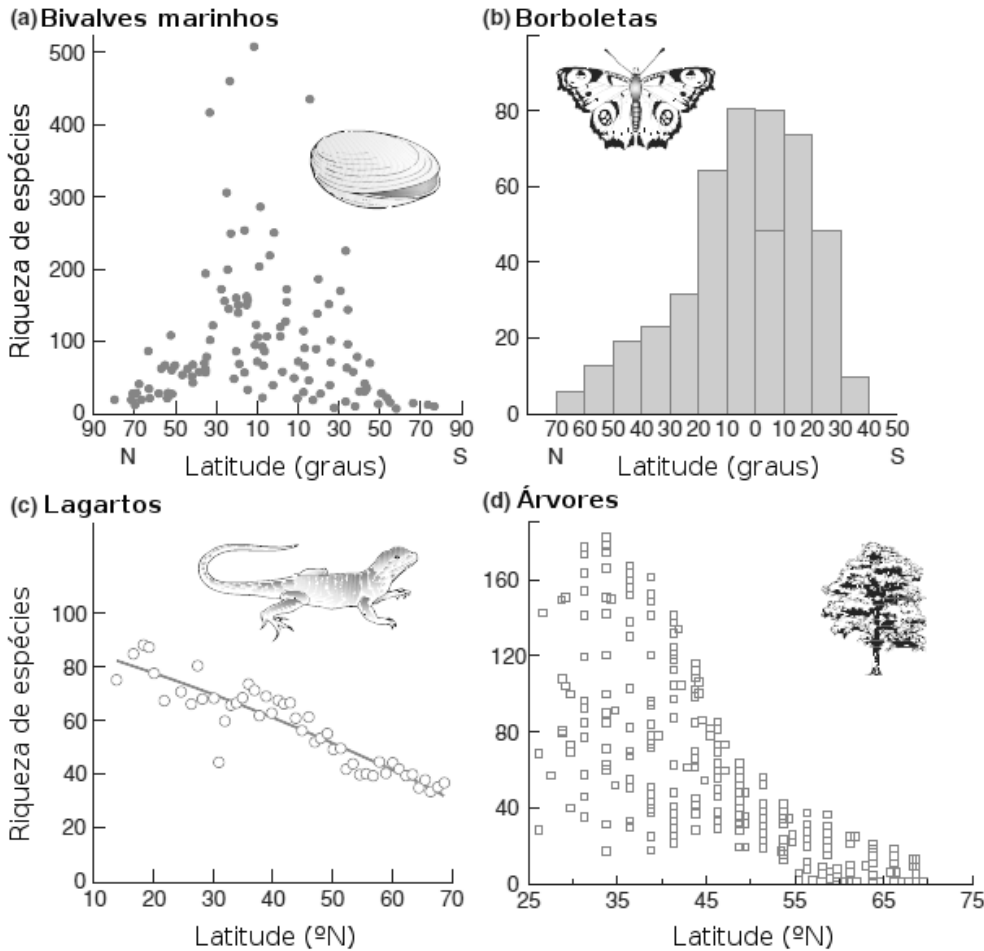 (a) Bivalves marinhos
500
400
300
200
100
0
Riqueza de espécies
90 70 50 30 10 10 30 50 70 90
N S
Latitude (graus)
(b) Borboletas
80
60
40
20
0
70 60 50 40 30 20 10 0 10 20 30 40 50
N S
Latitude (graus)
(c) Lagartos
100
80
60
40
20
0
Riqueza de espécies
10 20 30 40 50 60 70
Latitude (ºN)
(d) Árvores
160
120
80
40
0
25 35 45 55 65 75
Latitude (ºN)